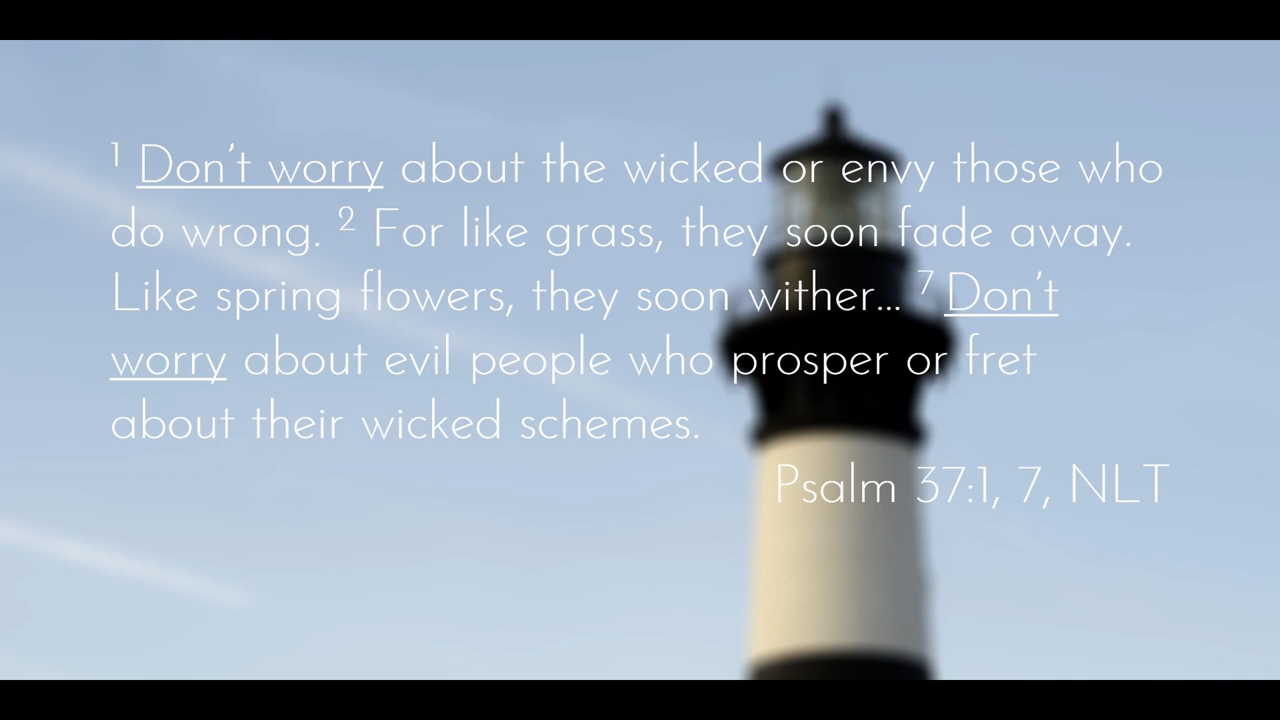 ¹ Don't worry about the wicked or envy those who
do wrong. ² For like grass, they soon fade away.
Like spring flowers, they soon wither... ⁷ Don't
worry about evil people who prosper or fret
about their wicked schemes.
Psalm 37:1, 7, NLT